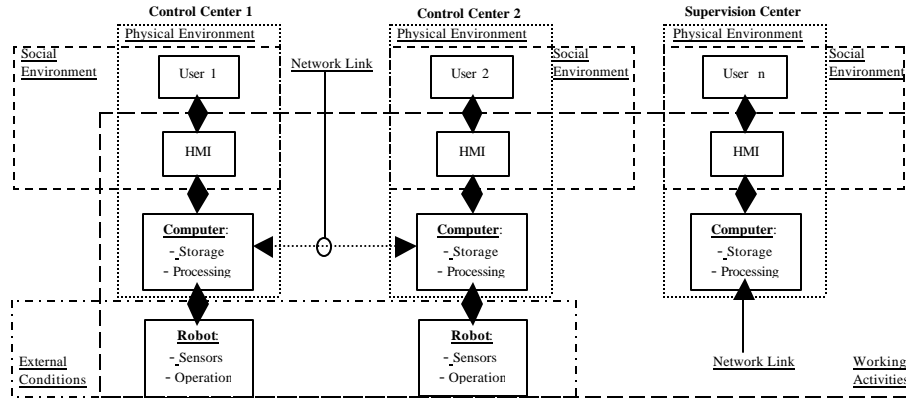 Control Center 1
Control Center 2
Supervision Center
Physical Environment
Physical Environment
Physical Environment
Social
Environment
Network Link
Social
Environment
Social
Environment
User 1
User 2
User n
HMI
HMI
HMI
Computer:
- Storage
- Processing
Computer:
- Storage
- Processing
Computer:
- Storage
- Processing
Robot:
- Sensors
- Operation
Robot:
- Sensors
- Operation
External
Conditions
Network Link
Working
Activities